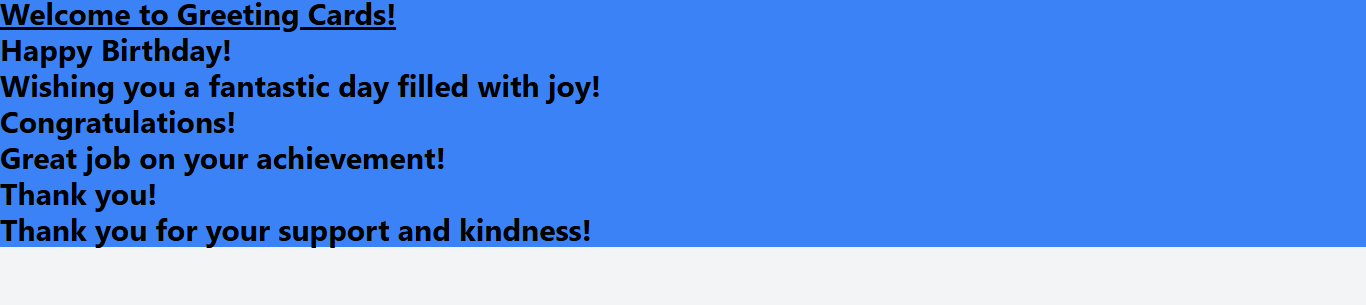 Welcome to Greeting Cards!
Happy Birthday!
Wishing you a fantastic day filled with joy!
Congratulations!
Great job on your achievement!
Thank you!
Thank you for your support and kindness!